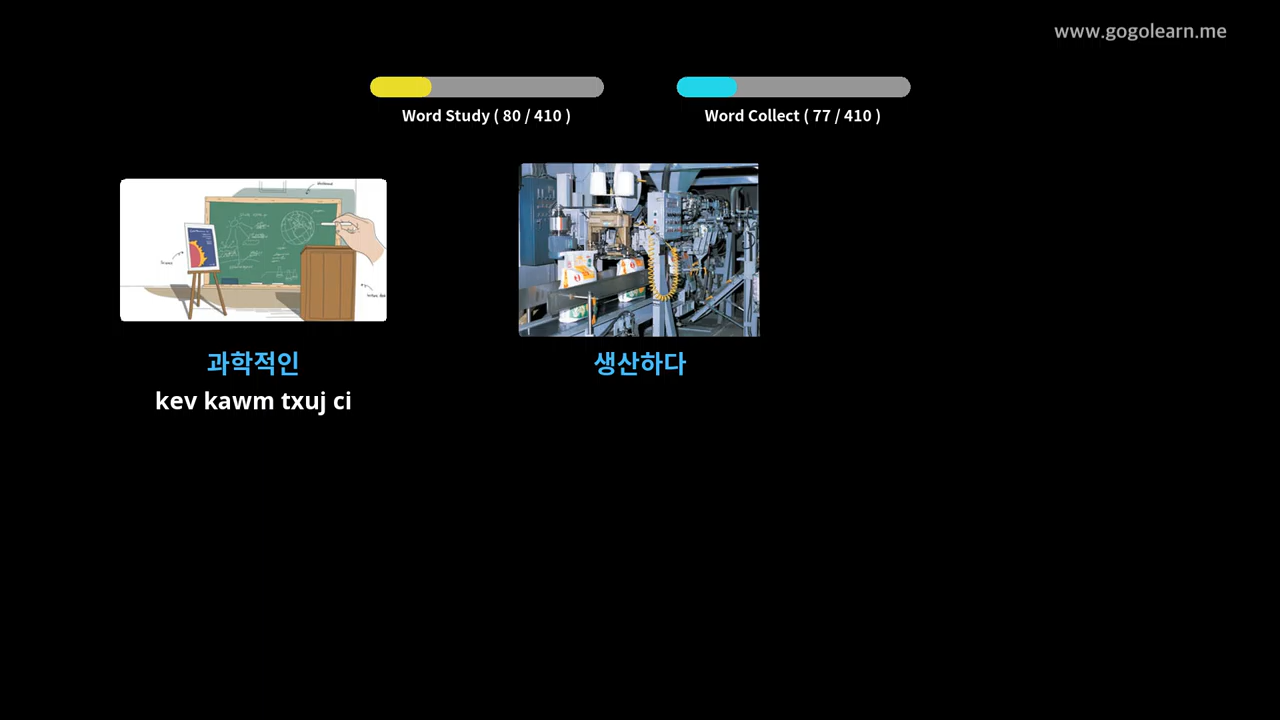 www.gogolearn.me
Word Study ( 80 / 410 )
Word Collect ( 77 / 410 )
과학적인
kev kawm txuj ci
생산하다